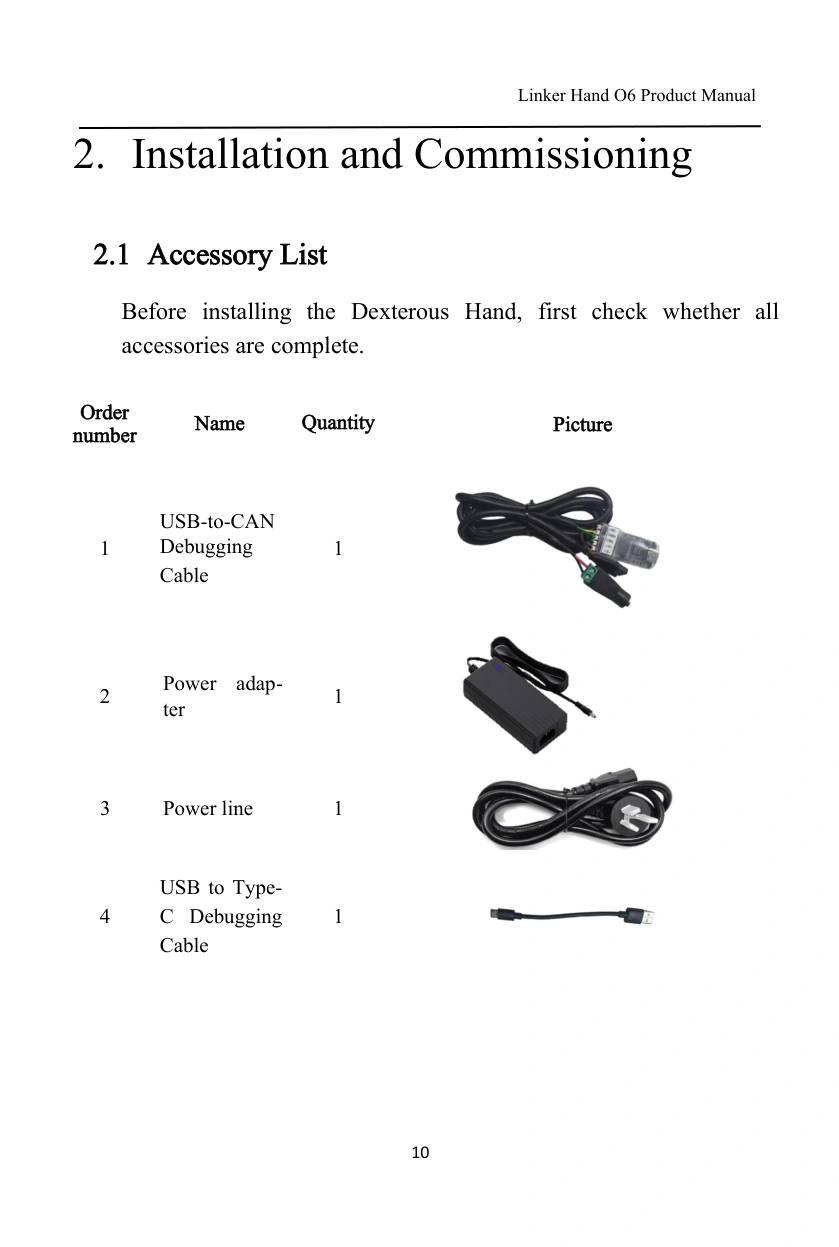 Linker Hand O6 Product Manual
2. Installation and Commissioning
2.1 Accessory List
Before installing the Dexterous Hand, first check whether all
accessories are complete.
Order
number
Name
Quantity
Picture
1
USB-to-CAN
Debugging
Cable
1
2
Power adap-
ter
1
3
Power line
1
4
USB to Type-
C Debugging
Cable
1
10